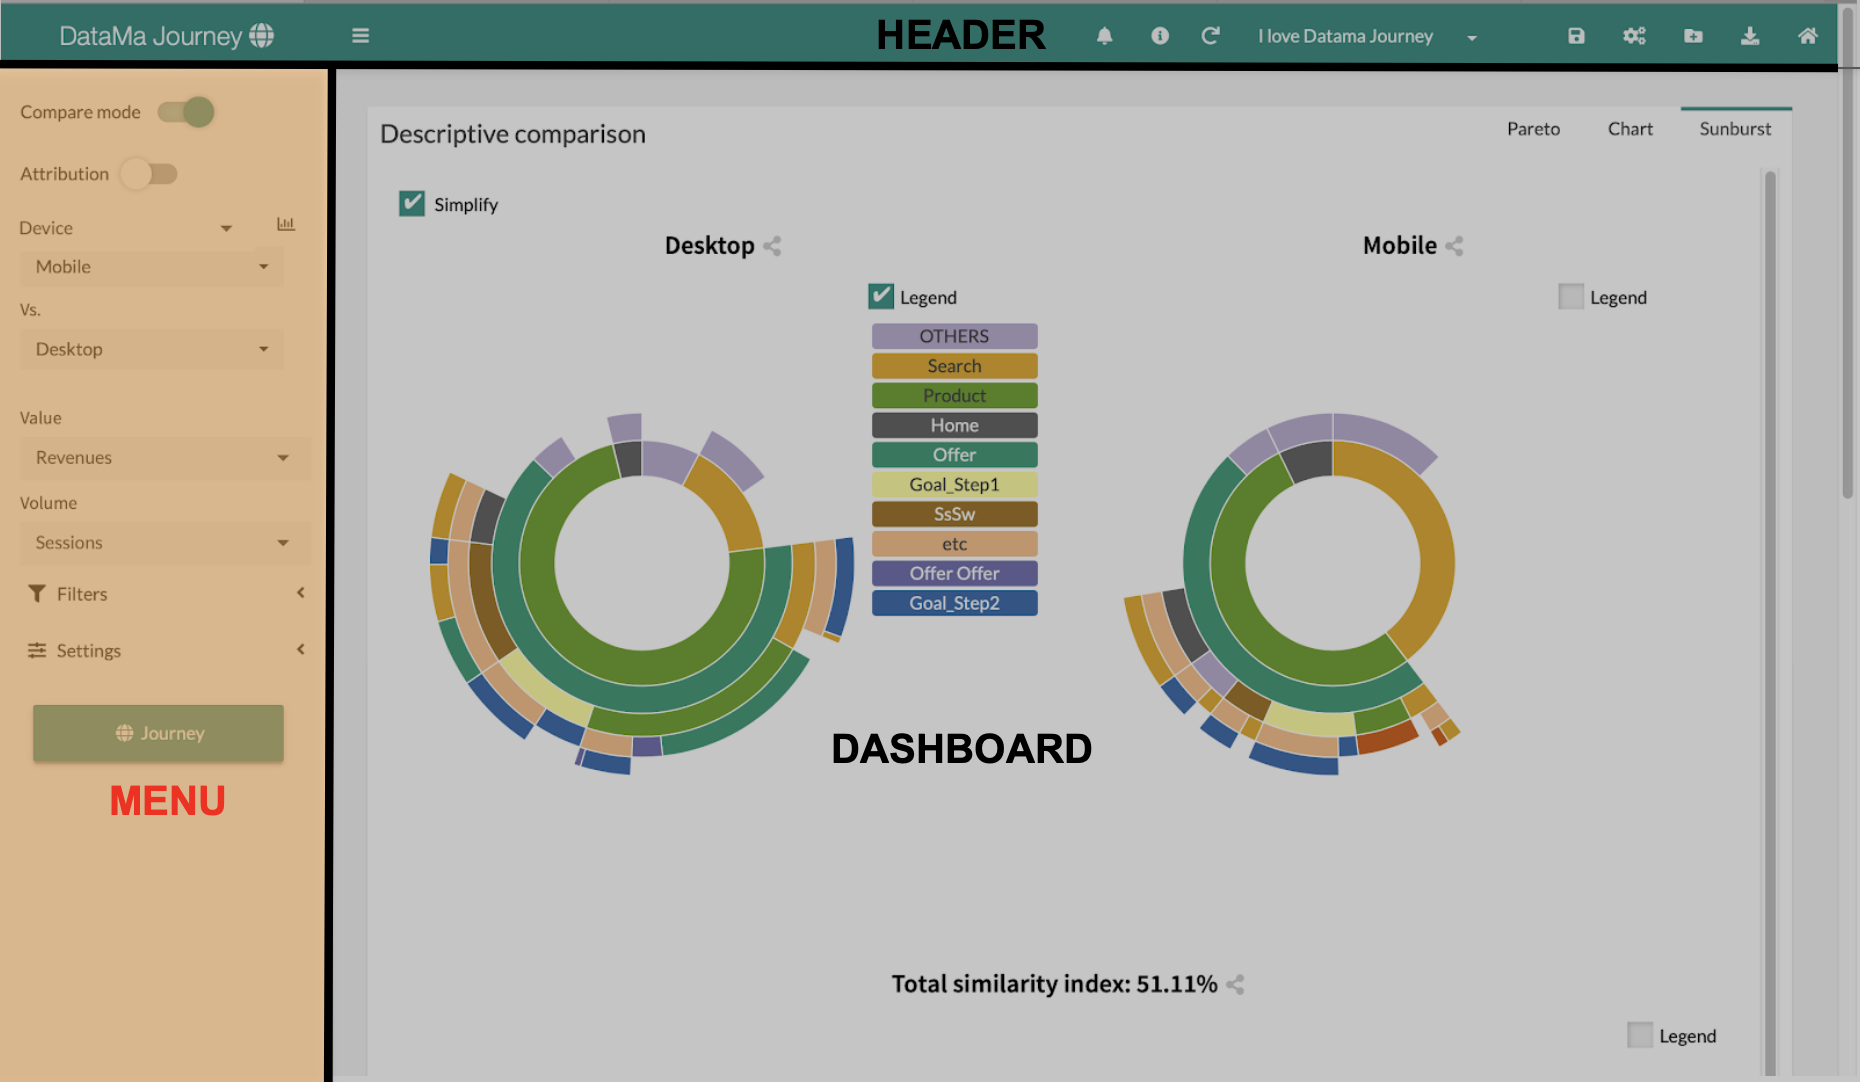 DataMa Journey
HEADER
I love Datama Journey
Compare mode
Attribution
Device
Mobile
Vs.
Desktop
Value
Revenues
Volume
Sessions
Filters
Settings
Journey
MENU
Descriptive comparison
Pareto
Chart
Sunburst
Simplify
Desktop
Mobile
Legend
OTHERS
Search
Product
Home
Offer
Goal_Step1
SsSw
etc
Offer Offer
Goal_Step2
Legend
DASHBOARD
Total similarity index: 51.11%
Legend